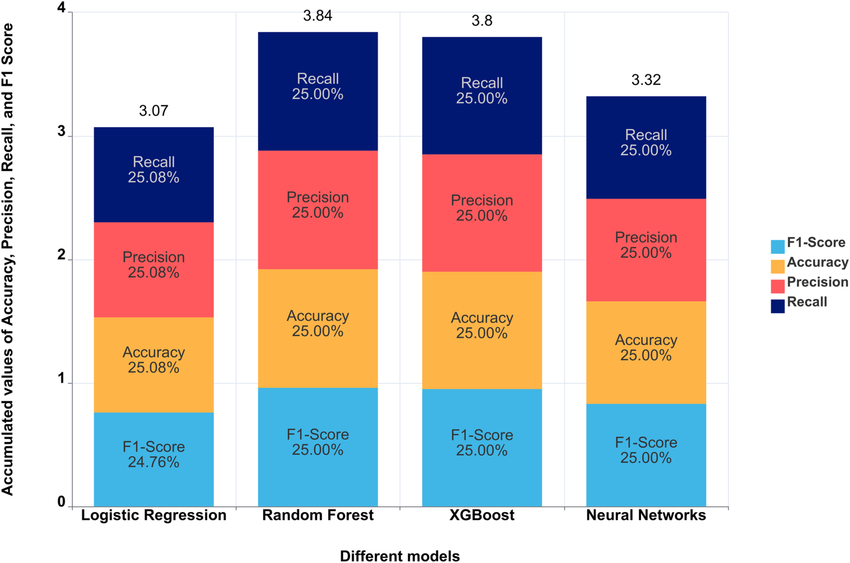 Accumulated values of Accuracy, Precision, Recall, and F1 Score
4
3
2
1
0
3.07
Recall
25.08%
Precision
25.08%
Accuracy
25.08%
F1-Score
24.76%
3.84
Recall
25.00%
Precision
25.00%
Accuracy
25.00%
F1-Score
25.00%
3.8
Recall
25.00%
Precision
25.00%
Accuracy
25.00%
F1-Score
25.00%
3.32
Recall
25.00%
Precision
25.00%
Accuracy
25.00%
F1-Score
25.00%
Logistic Regression
Random Forest
XGBoost
Neural Networks
Different models
F1-Score
Accuracy
Precision
Recall